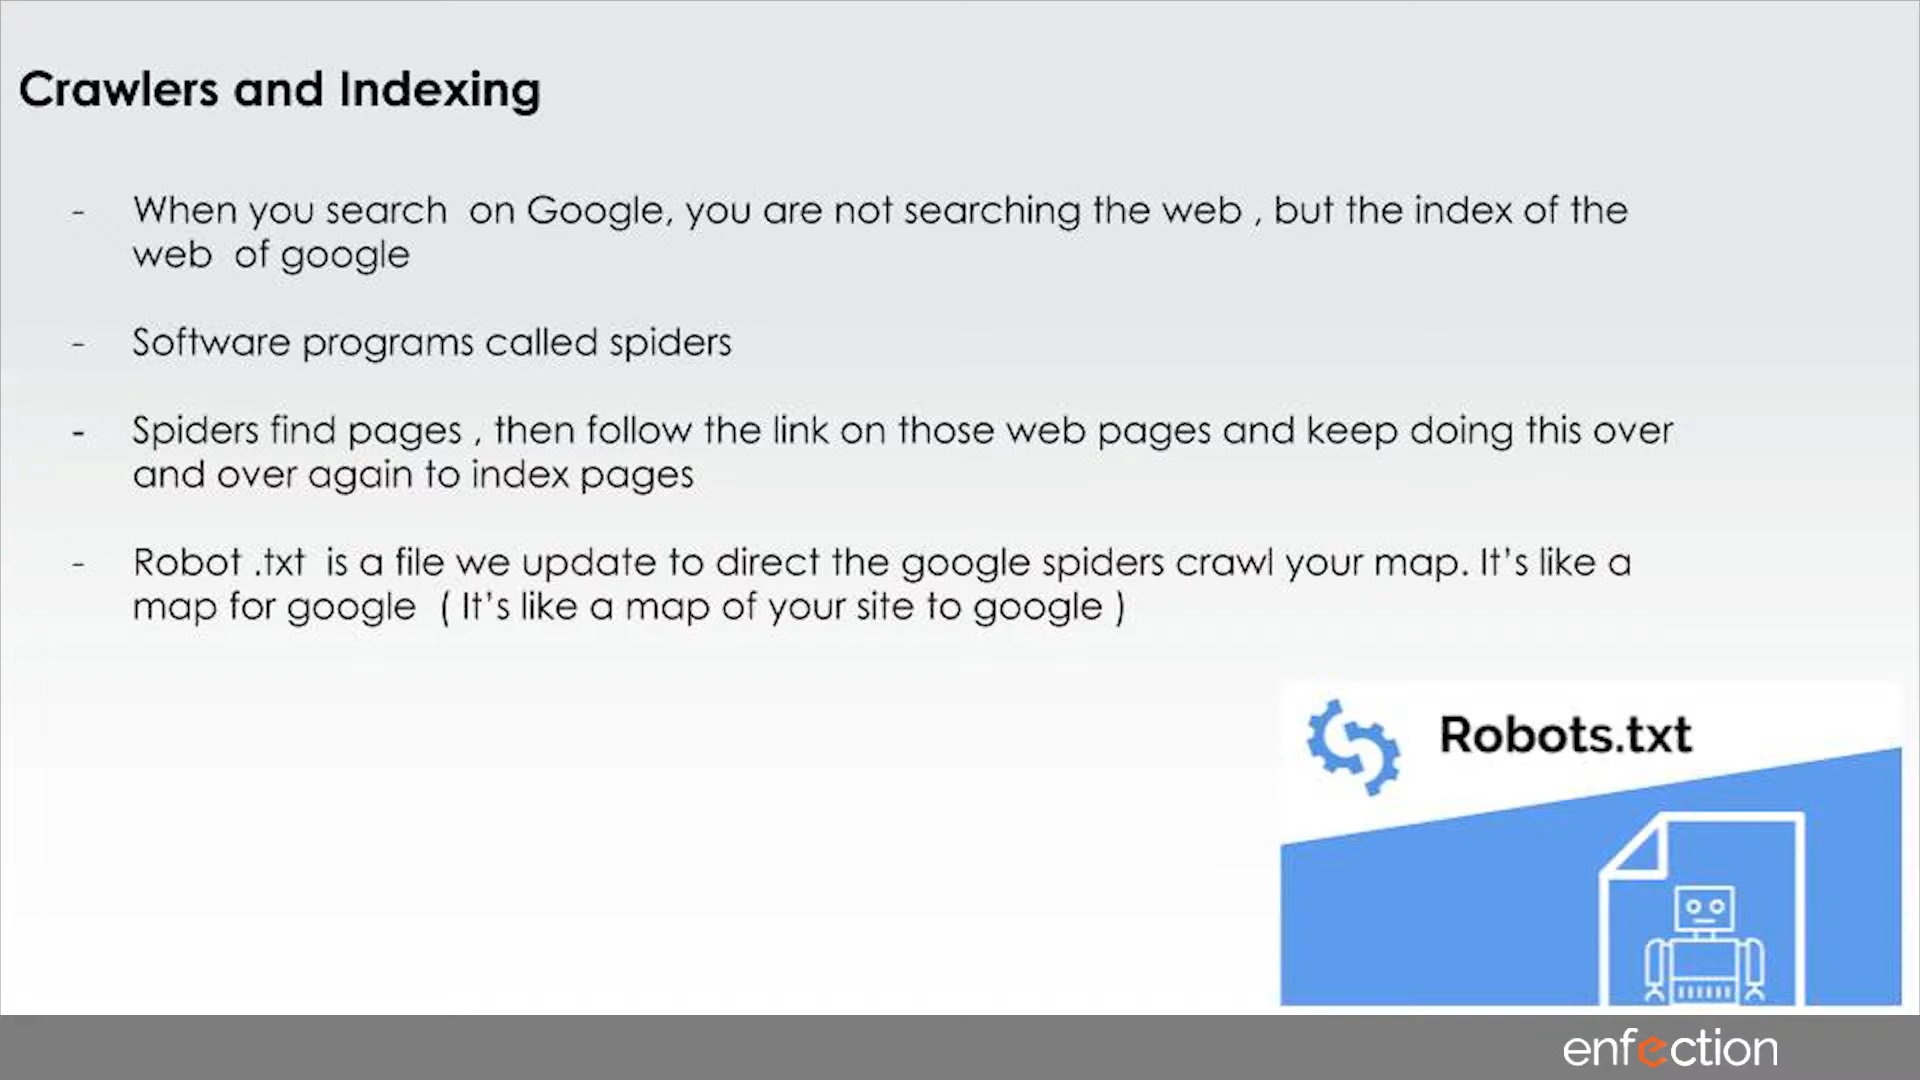 Crawlers and Indexing
- When you search on Google, you are not searching the web , but the index of the
web of google
- Software programs called spiders
- Spiders find pages , then follow the link on those web pages and keep doing this over
and over again to index pages
- Robot .txt is a file we update to direct the google spiders crawl your map. It's like a
map for google ( It's like a map of your site to google )
Robots.txt
enfection